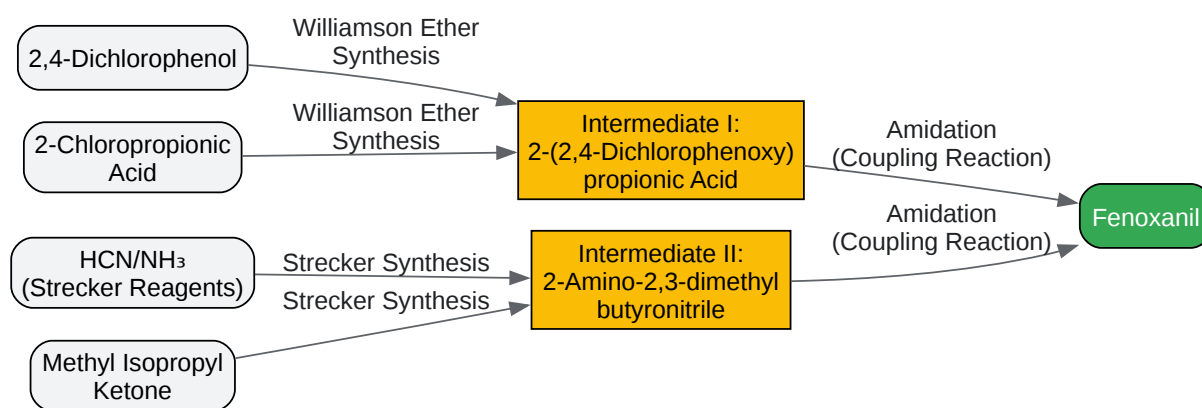 2,4-Dichlorophenol
Williamson Ether
Synthesis
2-Chloropropionic
Acid
Williamson Ether
Synthesis
Intermediate I:
2-(2,4-Dichlorophenoxy)
propionic Acid
Amidation
(Coupling Reaction)
HCN/NH₃
(Strecker Reagents)
Strecker Synthesis
Methyl Isopropyl
Ketone
Strecker Synthesis
Intermediate II:
2-Amino-2,3-dimethyl
butyronitrile
Amidation
(Coupling Reaction)
Fenoxanil